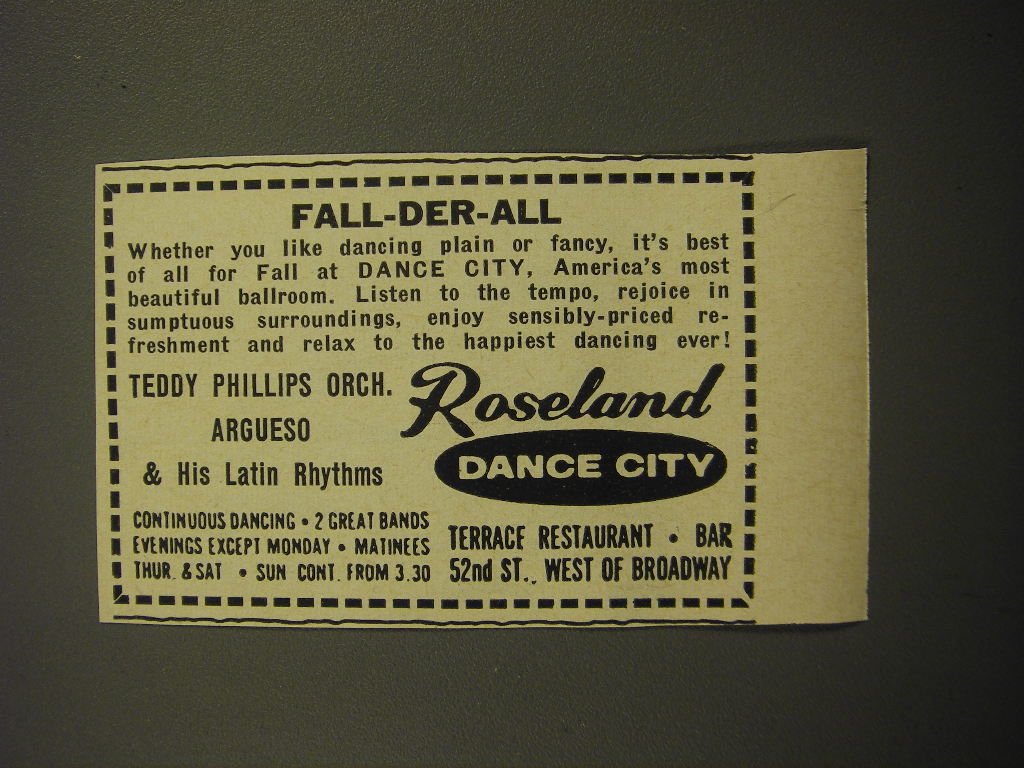 FALL-DER-ALL
Whether you like dancing plain or fancy, it's best
of all for Fall at DANCE CITY, America's most
beautiful ballroom. Listen to the tempo, rejoice in
sumptuous surroundings, enjoy sensibly-priced re-
freshment and relax to the happiest dancing ever!
TEDDY PHILLIPS ORCH.
ARGUESO
& His Latin Rhythms
Roseland
DANCE CITY
CONTINUOUS DANCING • 2 GREAT BANDS
EVENINGS EXCEPT MONDAY • MATINEES
THUR. & SAT • SUN CONT. FROM 3.30
TERRACE RESTAURANT • BAR
52nd ST., WEST OF BROADWAY